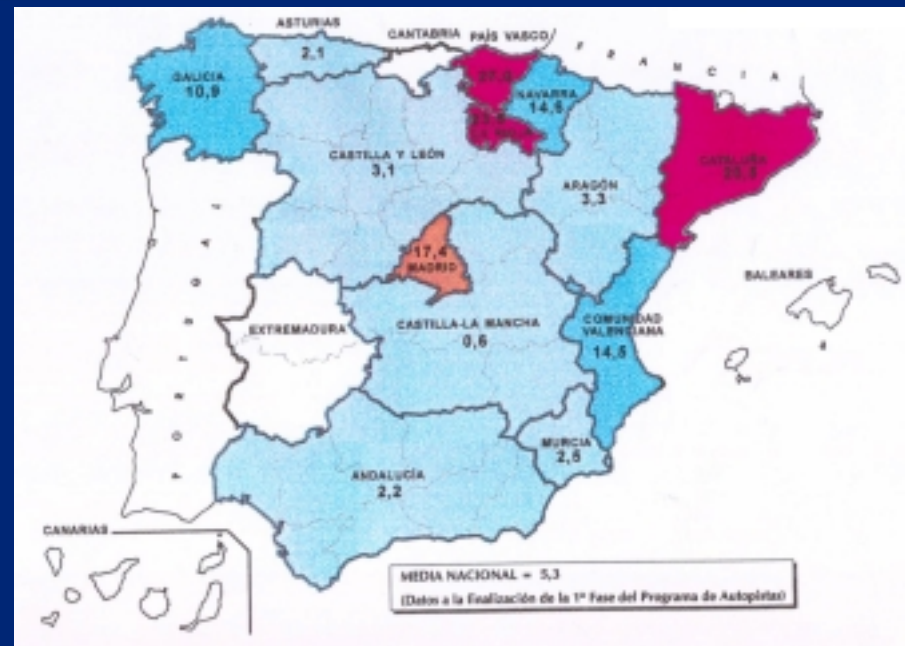 ASTURIAS
2,1
CANTABRIA
PAÍS VASCO
FRANCIA
GALICIA
10,9
NAVARRA
14,6
CASTILLA Y LEÓN
3,1
ARAGÓN
3,3
CATALUÑA
PORTUGAL
17,4
MADRID
BALEARES
EXTREMADURA
CASTILLA-LA MANCHA
0,6
COMUNIDAD
VALENCIANA
14,5
MURCIA
2,5
ANDALUCÍA
2,2
CANARIAS
MEDIA NACIONAL = 5,3
(Datos a la finalización de la 1ª Fase del Programa de Autopistas)